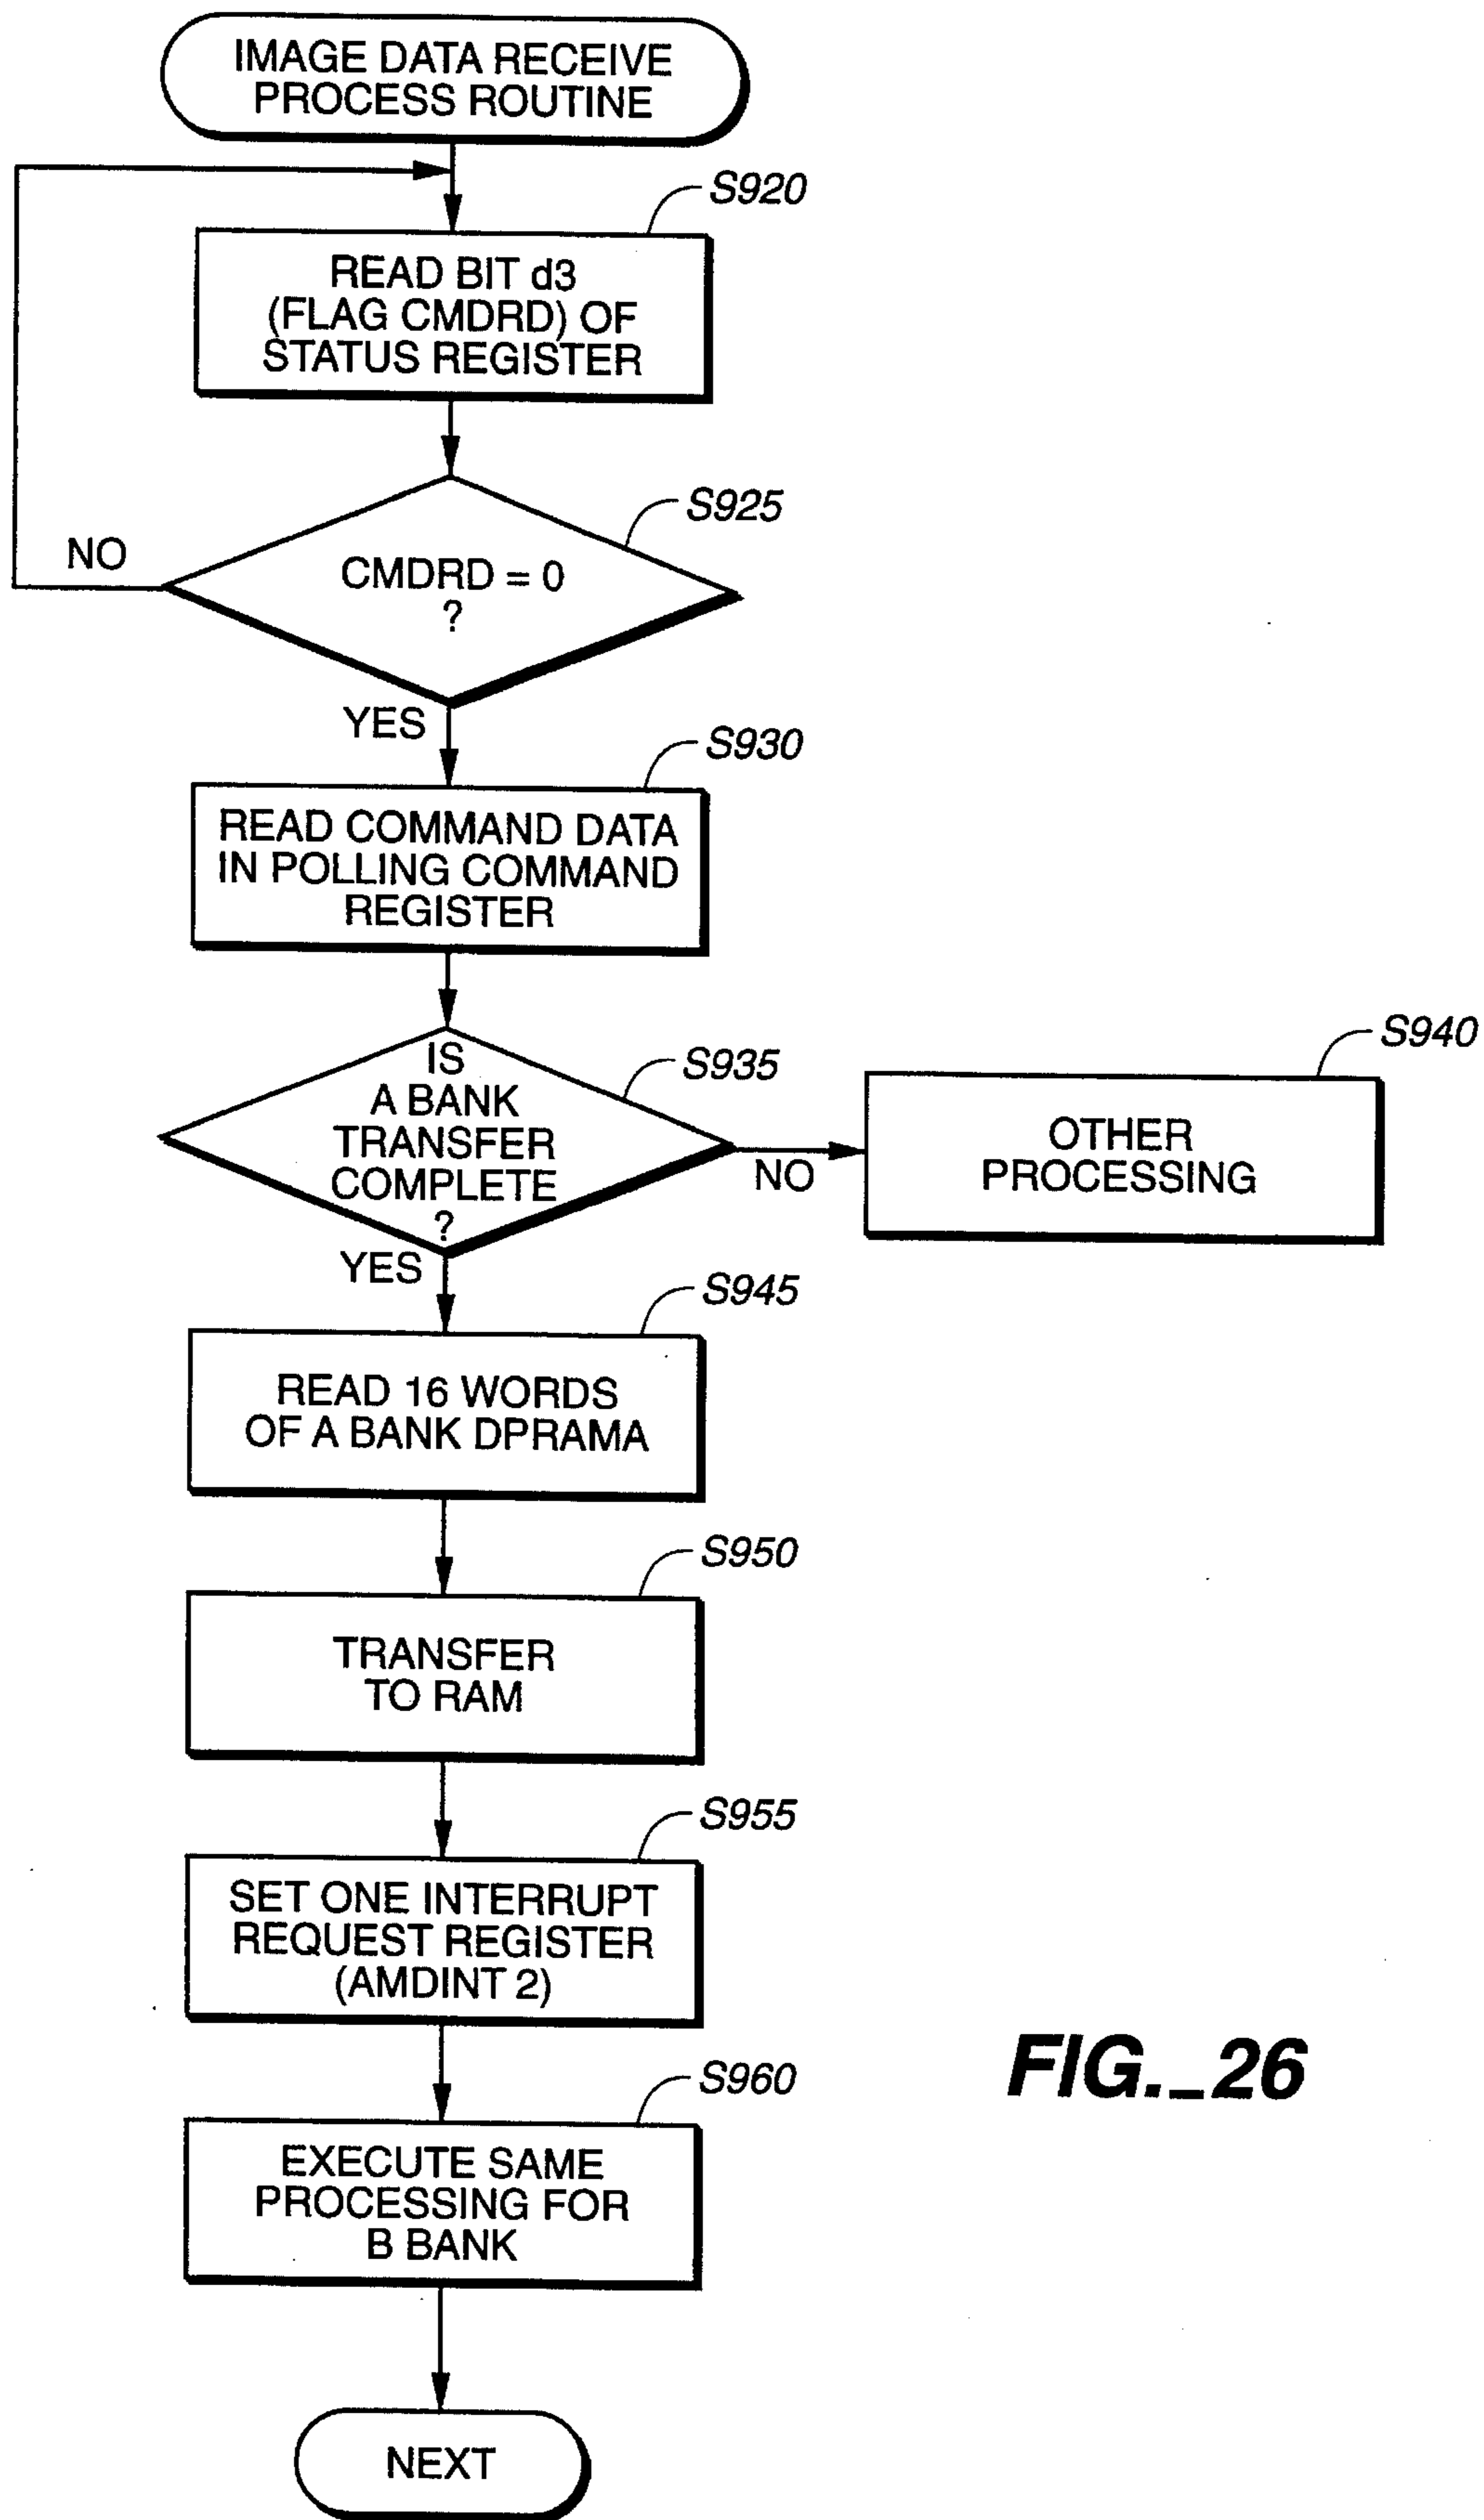 IMAGE DATA RECEIVE
PROCESS ROUTINE
S920
READ BIT d3
(FLAG CMDRD) OF
STATUS REGISTER
S925
NO
CMDRD = 0
?
YES
S930
READ COMMAND DATA
IN POLLING COMMAND
REGISTER
S935
IS
A BANK
TRANSFER
COMPLETE
?
NO
S940
OTHER
PROCESSING
YES
S945
READ 16 WORDS
OF A BANK DPRAMA
S950
TRANSFER
TO RAM
S955
SET ONE INTERRUPT
REQUEST REGISTER
(AMDINT 2)
S960
EXECUTE SAME
PROCESSING FOR
B BANK
NEXT
FIG._26